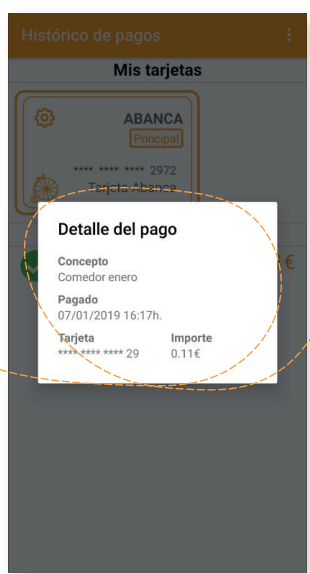 Histórico de pagos
Mis tarjetas
ABANCA
Principal
**** **** **** 2972
Tarjeta Abanca
€
Detalle del pago
Concepto
Comedor enero
Pagado
07/01/2019 16:17h.
Tarjeta Importe
**** **** **** 29 0.11€